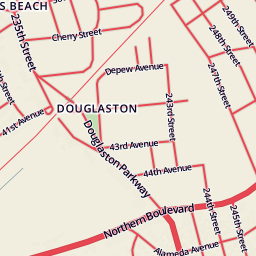 S BEACH
235th Street
Cherry Street
249th Street
248th Street
247th Street
Depew Avenue
243rd Street
DOUGLASTON
41st Avenue
43rd Avenue
Douglaston Parkway
44th Avenue
244th Street
245th Street
Northern Boulevard
Alameda Avenue